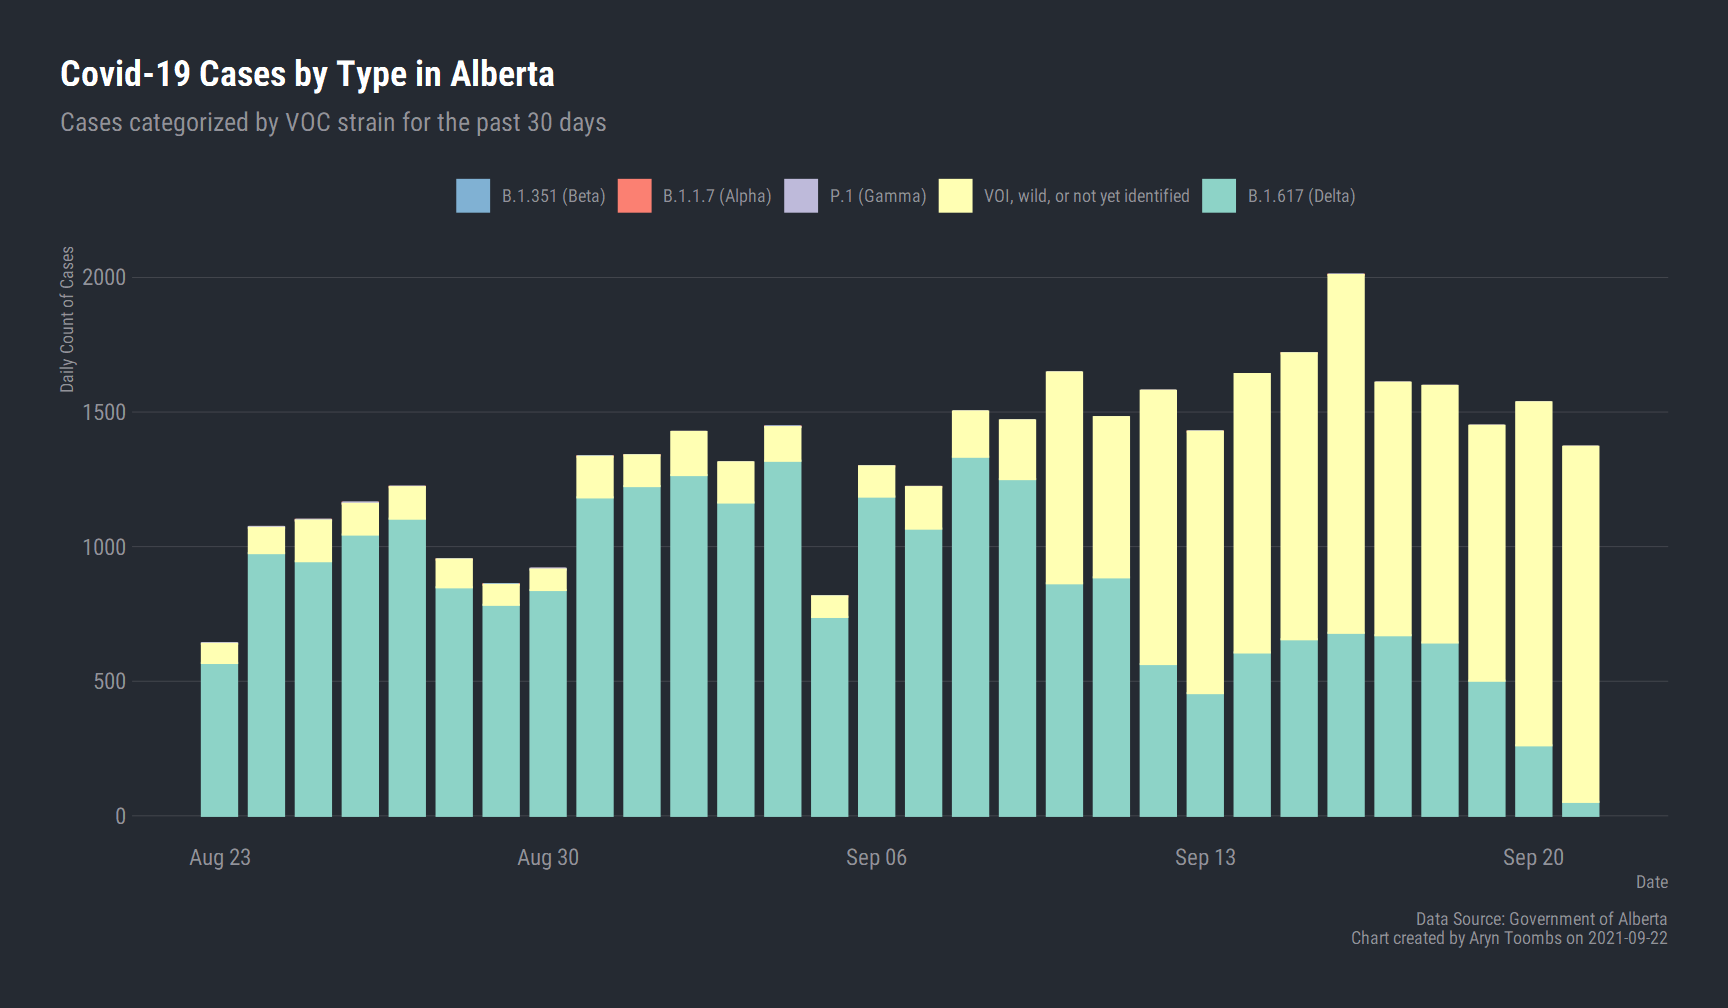 Covid-19 Cases by Type in Alberta
Cases categorized by VOC strain for the past 30 days
B.1.351 (Beta) B.1.1.7 (Alpha) P.1 (Gamma) VOI, wild, or not yet identified B.1.617 (Delta)
Daily Count of Cases
2000
1500
1000
500
0
Aug 23 Aug 30 Sep 06 Sep 13 Sep 20
Date
Data Source: Government of Alberta
Chart created by Aryn Toombs on 2021-09-22